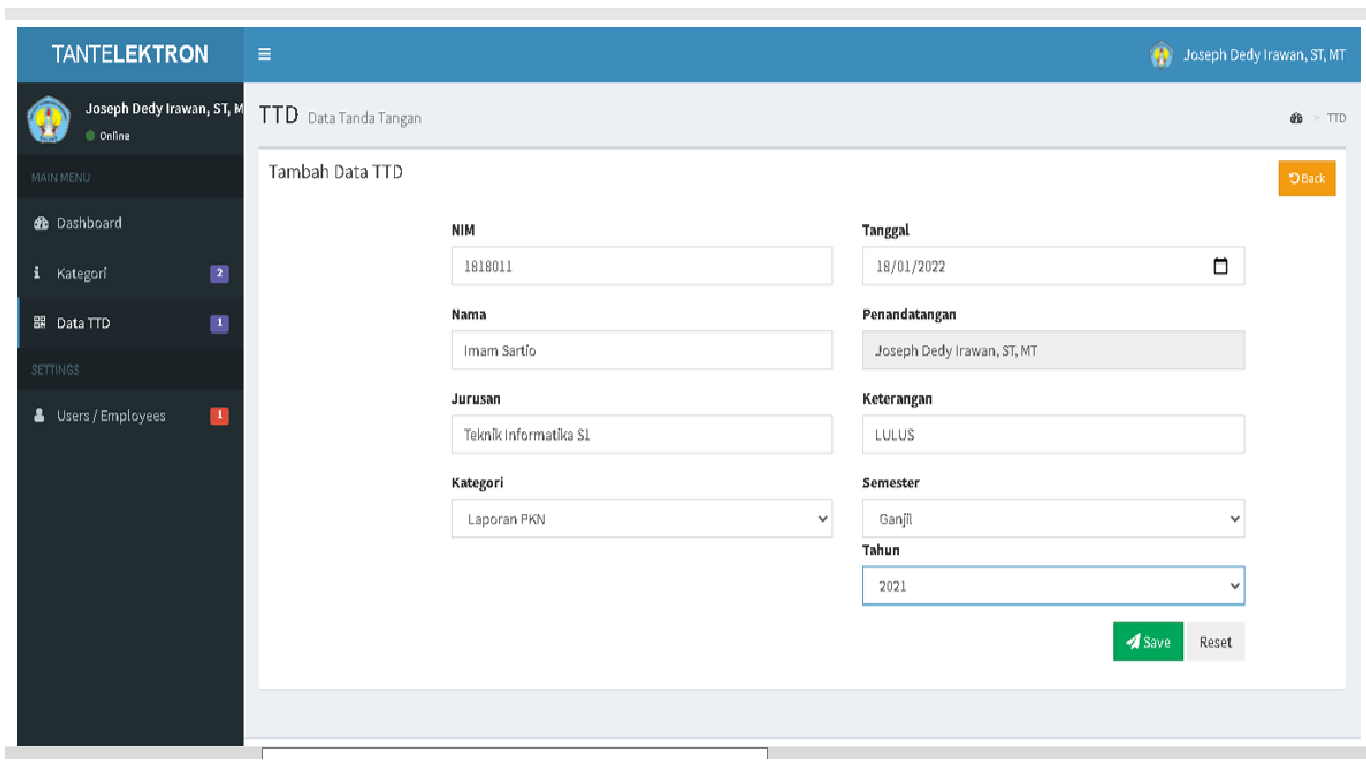 TANTELEKTRON
Joseph Dedy Irawan, ST, MT
Joseph Dedy Irawan, ST, M
Online
TTD Data Tanda Tangan
> TTD
MAIN MENU
Dashboard
Kategori 2
Data TTD 1
SETTINGS
Users / Employees 1
Tambah Data TTD
Back
NIM
1818011
Nama
Imam Sartio
Jurusan
Teknik Informatika S1
Kategori
Laporan PKN
Tanggal
18/01/2022
Penandatangan
Joseph Dedy Irawan, ST, MT
Keterangan
LULUS
Semester
Ganjil
Tahun
2021
Save
Reset